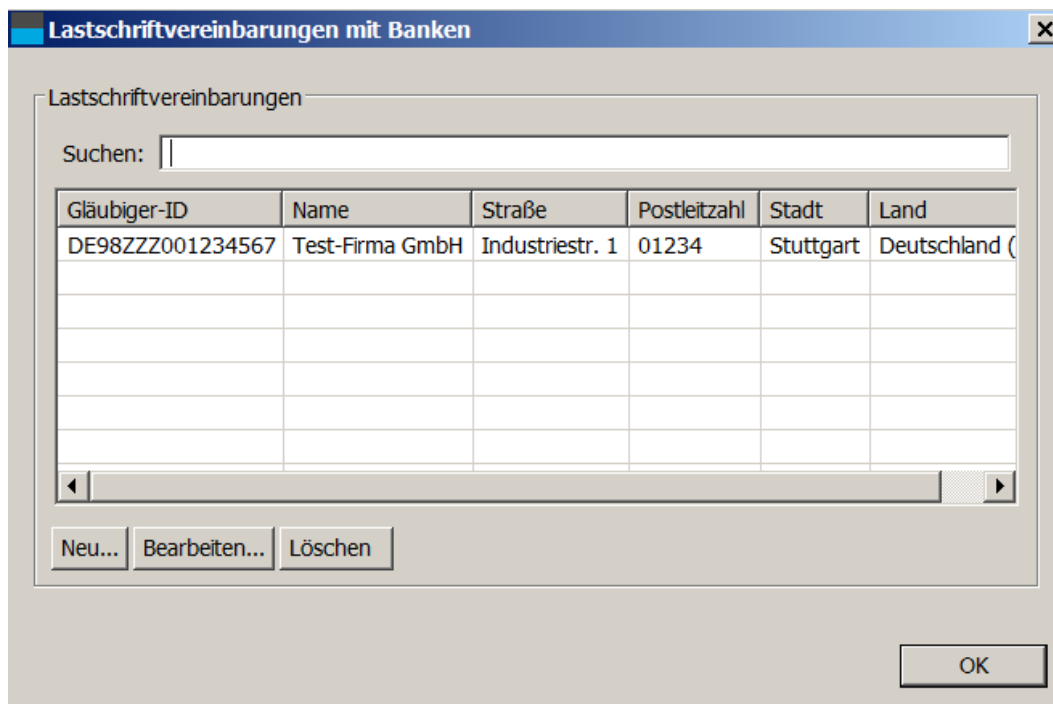 Lastschriftvereinbarungen mit Banken
Lastschriftvereinbarungen
Suchen:
Gläubiger-ID Name Straße Postleitzahl Stadt Land
DE98ZZZ001234567 Test-Firma GmbH Industriestr. 1 01234 Stuttgart Deutschland (
Neu... Bearbeiten... Löschen
OK